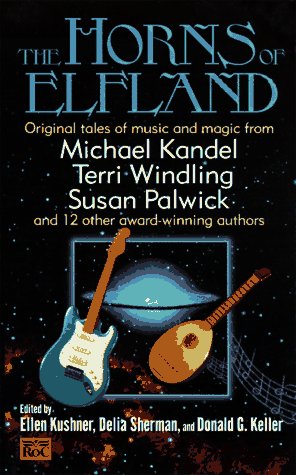 THE HORNS OF
ELFLAND
Original tales of music and magic from
Michael Kandel
Terri Windling
Susan Palwick
and 12 other award-winning authors
Edited by
Ellen Kushner, Delia Sherman, and Donald G. Keller
ROC